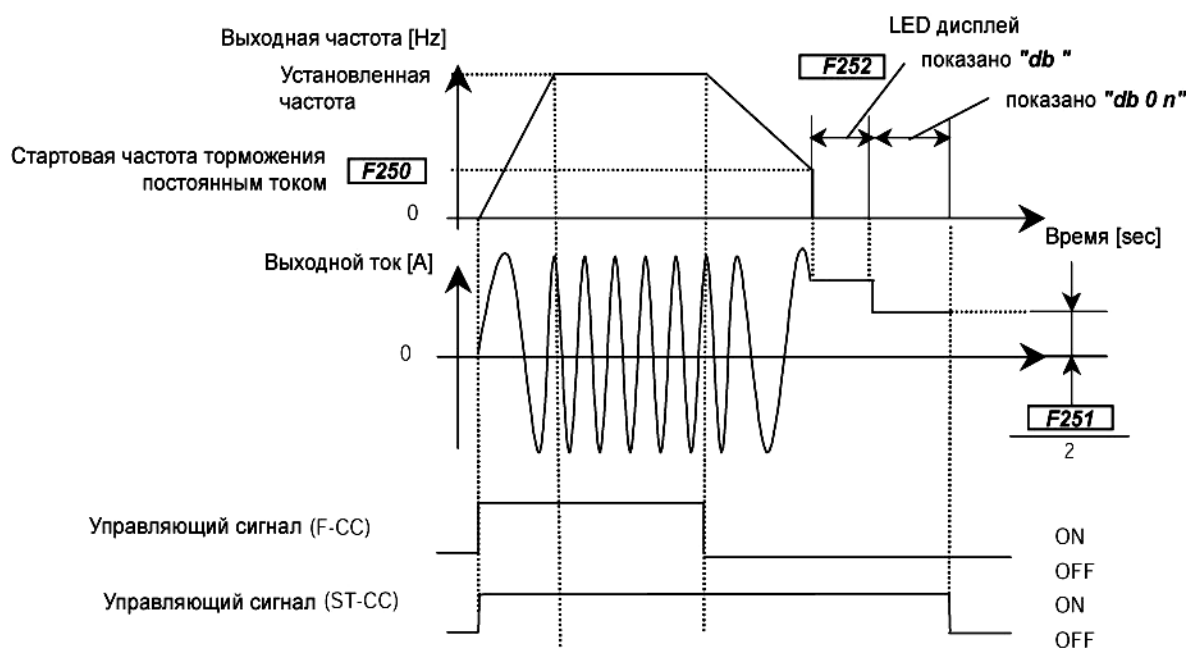 LED дисплей
Выходная частота [Hz]
F252
показано "db "
Установленная
частота
показано "db 0 n"
Стартовая частота торможения
постоянным током
F250
0
Время [sec]
Выходной ток [A]
0
F251
2
Управляющий сигнал (F-CC)
ON
OFF
Управляющий сигнал (ST-CC)
ON
OFF